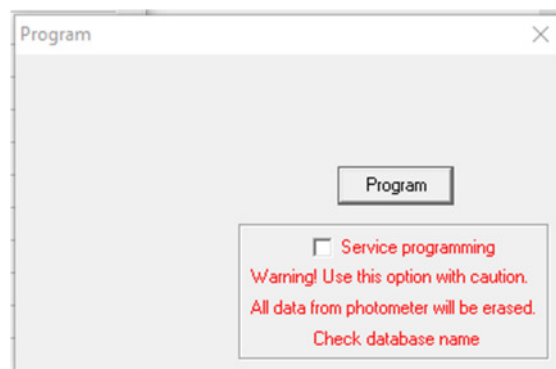 Program
Program
Service programming
Warning! Use this option with caution.
All data from photometer will be erased.
Check database name